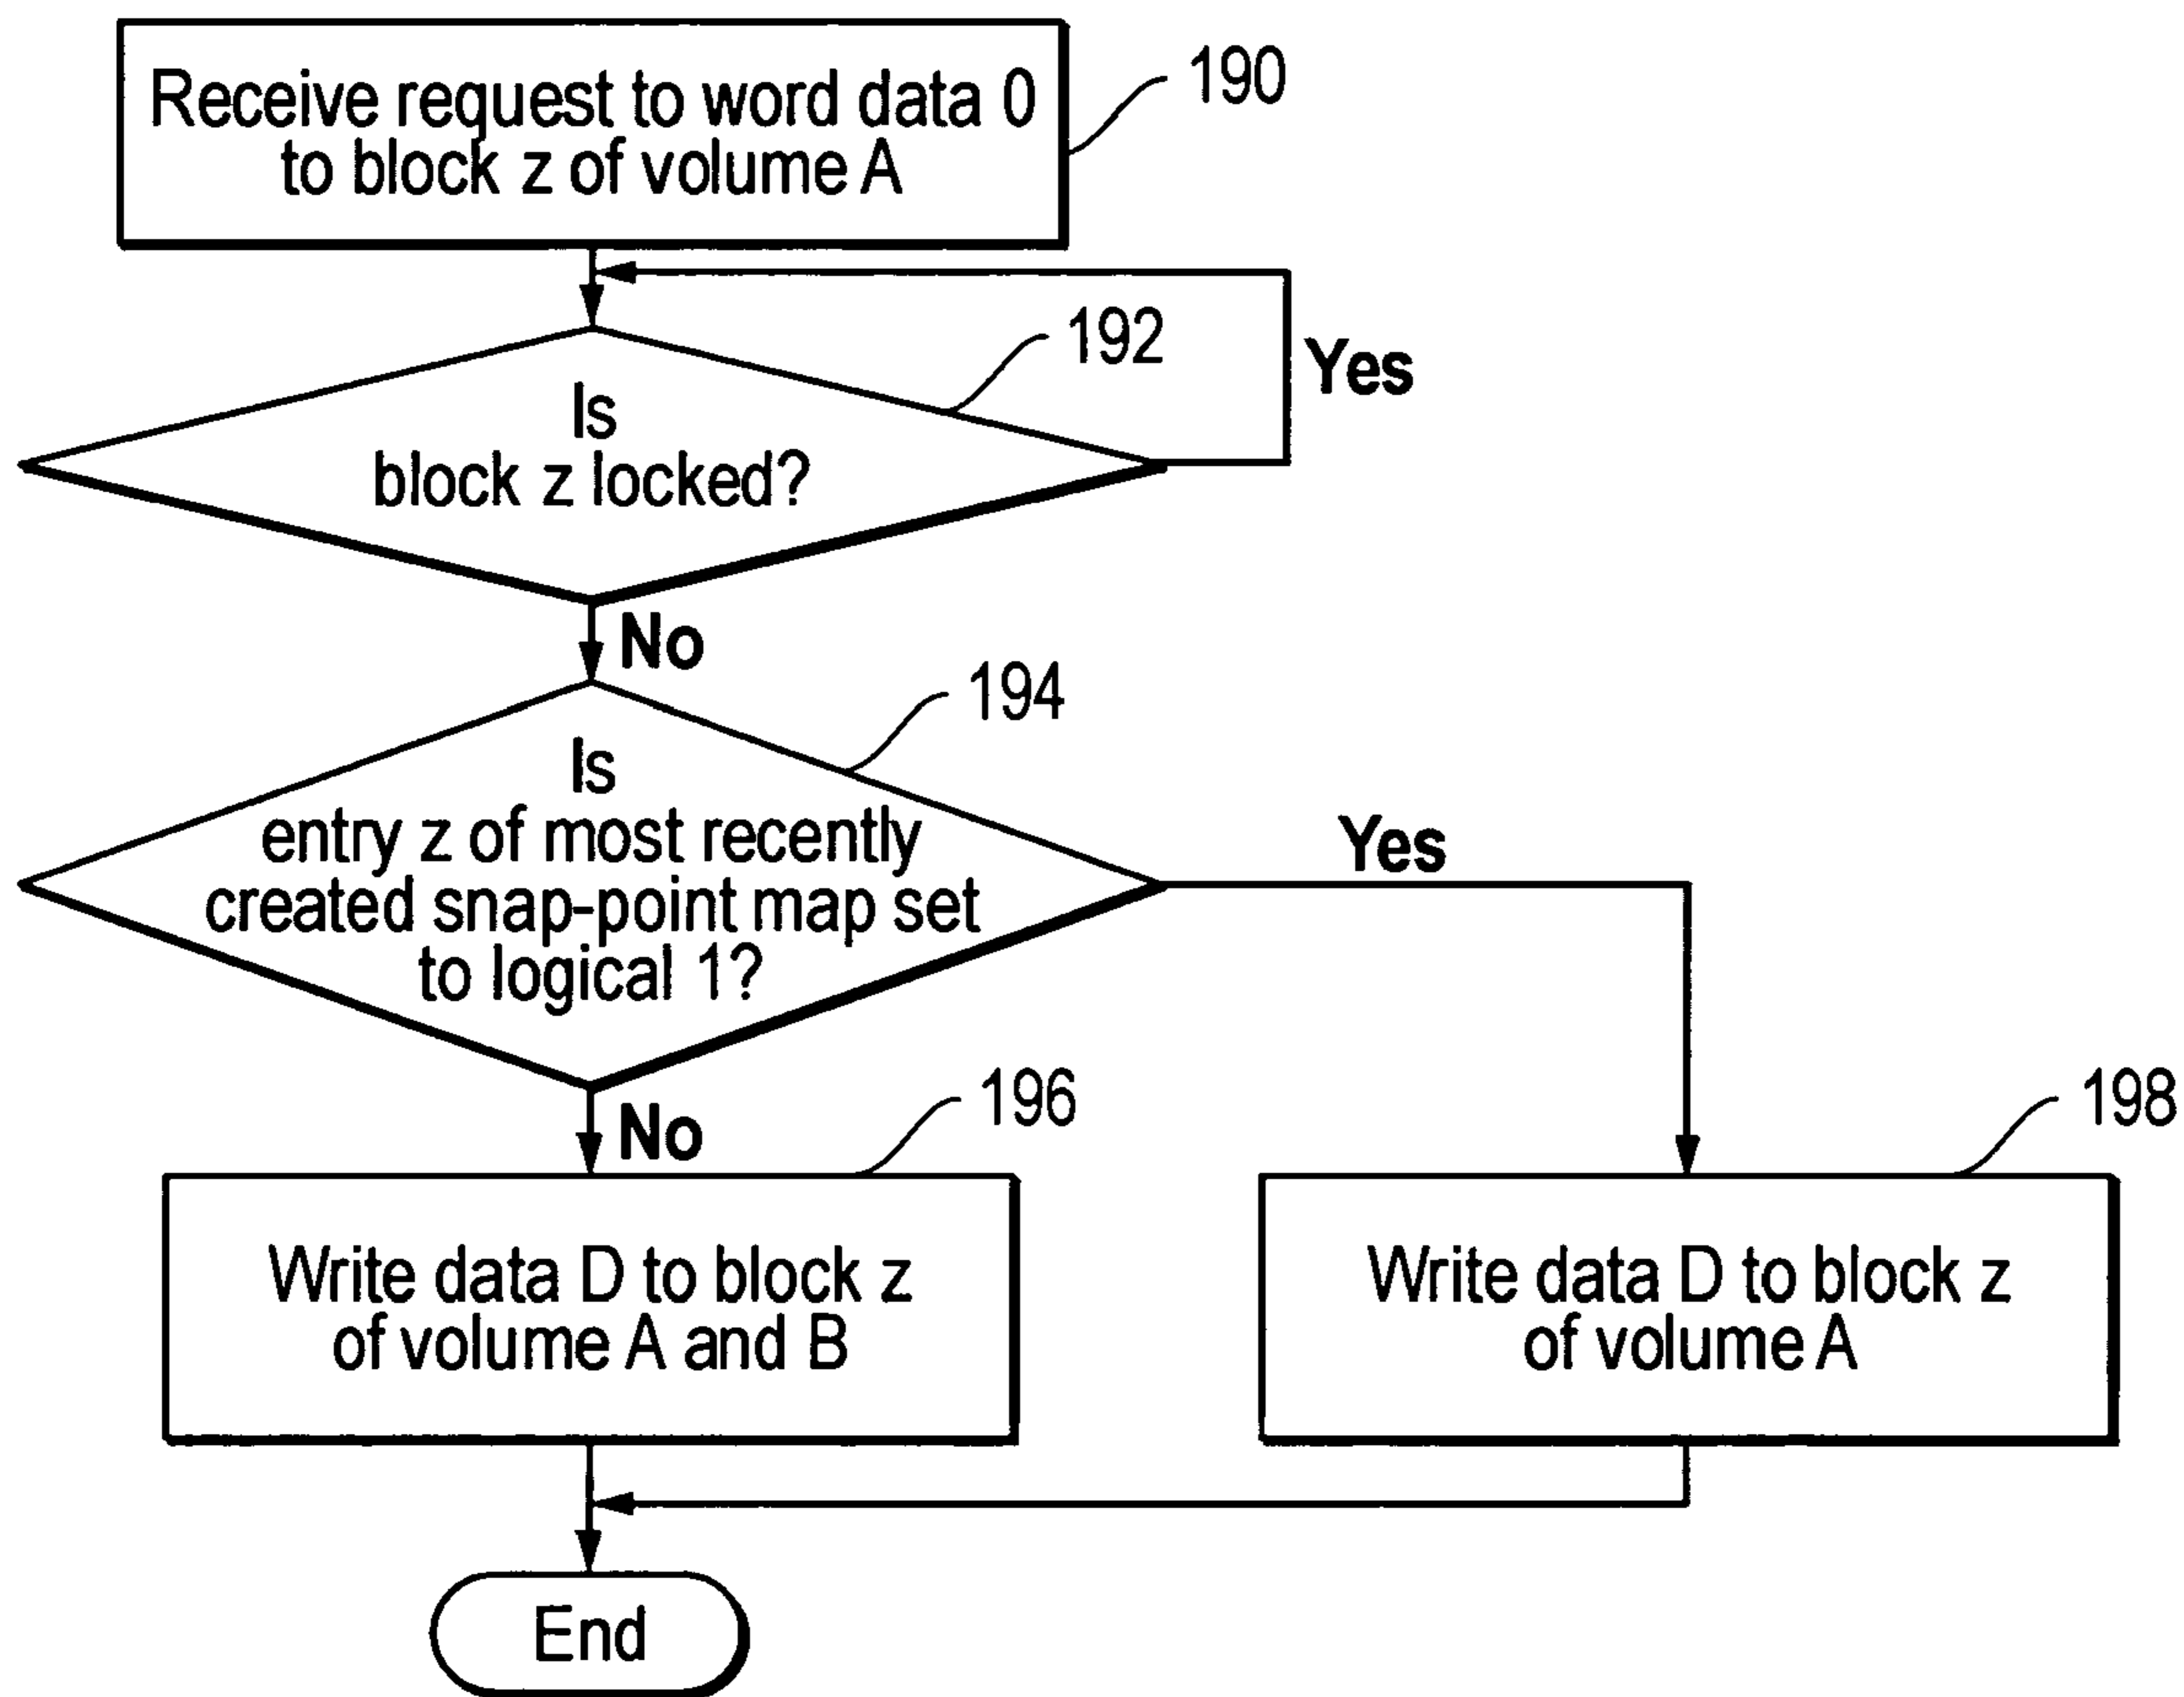 Receive request to word data 0
to block z of volume A
190
192
Yes
Is
block z locked?
No
194
Is
entry z of most recently
created snap-point map set
to logical 1?
Yes
No
196
198
Write data D to block z
of volume A and B
Write data D to block z
of volume A
End